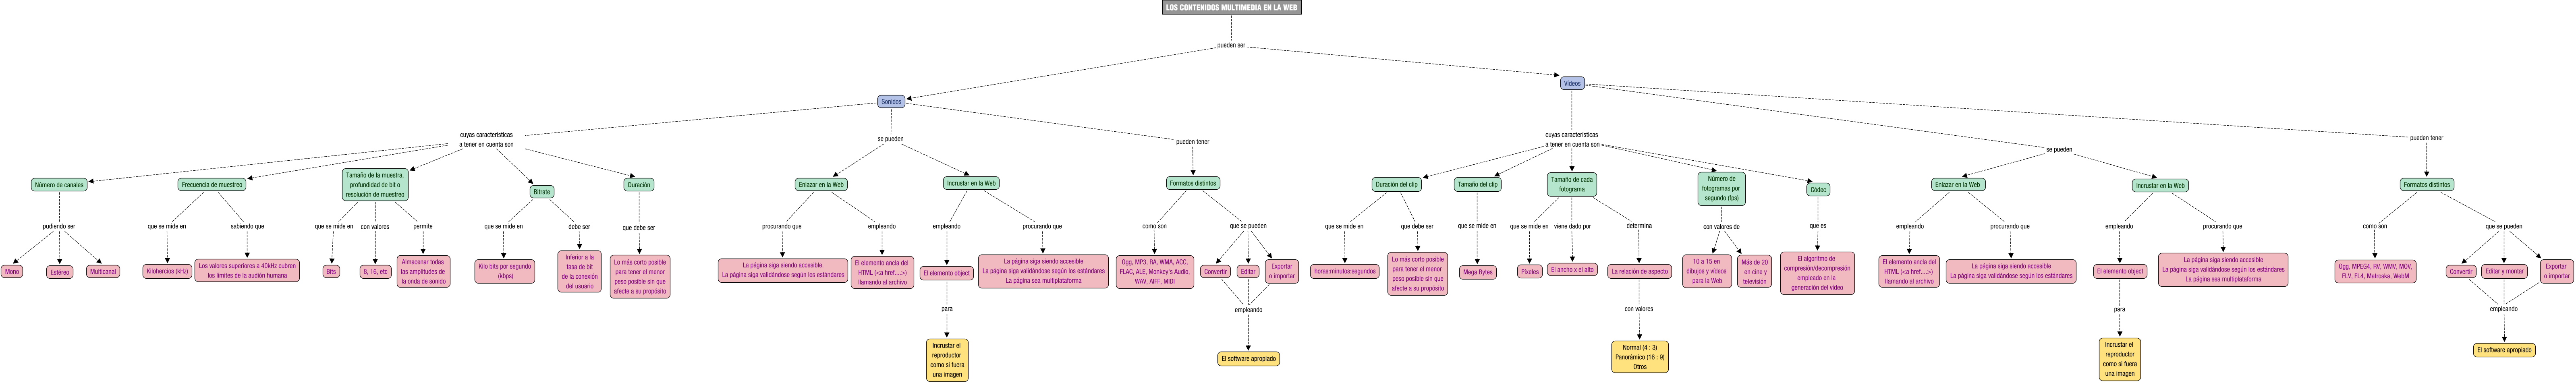 LOS CONTENIDOS MULTIMEDIA EN LA WEB
pueden ser
Sonidos
Vídeos
cuyas características
a tener en cuenta son
se pueden
pueden tener
cuyas características
a tener en cuenta son
se pueden
pueden tener
Número de canales
Frecuencia de muestreo
Tamaño de la muestra,
profundidad de bit o
resolución de muestreo
Bitrate
Duración
Enlazar en la Web
Incrustar en la Web
Formatos distintos
Duración del clip
Tamaño del clip
Tamaño de cada
fotograma
Número de
fotogramas por
segundo (fps)
Códec
Enlazar en la Web
Incrustar en la Web
Formatos distintos
pudiendo ser
que se mide en
sabiendo que
que se mide en
con valores
permite
que se mide en
debe ser
que debe ser
procurando que
empleando
empleando
procurando que
como son
que se pueden
que se mide en
que debe ser
que se mide en
que se mide en
viene dado por
determina
con valores de
que es
empleando
procurando que
empleando
procurando que
como son
que se pueden
Mono
Estéreo
Multicanal
Kilohercios (kHz)
Los valores superiores a 40kHz cubren
los límites de la audión humana
Bits
8, 16, etc
Almacenar todas
las amplitudes de
la onda de sonido
Kilo bits por segundo
(kbps)
Inferior a la
tasa de bit
de la conexión
del usuario
Lo más corto posible
para tener el menor
peso posible sin que
afecte a su propósito
La página siga siendo accesible.
La página siga validándose según los estándares
El elemento ancla del
HTML (<a href....>)
llamando al archivo
El elemento object
La página siga siendo accesible
La página siga validándose según los estándares
La página sea multiplataforma
Ogg, MP3, RA, WMA, ACC,
FLAC, ALE, Monkey's Audio,
WAV, AIFF, MIDI
Convertir
Editar
Exportar
o importar
horas:minutos:segundos
Lo más corto posible
para tener el menor
peso posible sin que
afecte a su propósito
Mega Bytes
Píxeles
El ancho x el alto
La relación de aspecto
10 a 15 en
dibujos y vídeos
para la Web
Más de 20
en cine y
televisión
El algoritmo de
compresión/decompresión
empleado en la
generación del vídeo
El elemento ancla del
HTML (<a href....>)
llamando al archivo
La página siga siendo accesible
La página siga validándose según los estándares
El elemento object
La página siga siendo accesible
La página siga validándose según los estándares
La página sea multiplataforma
Ogg, MPEG4, RV, WMV, MOV,
FLV, FL4, Matroska, WebM
Convertir
Editar y montar
Exportar
o importar
para
empleando
con valores
para
empleando
Incrustar el
reproductor
como si fuera
una imagen
El software apropiado
Normal (4 : 3)
Panorámico (16 : 9)
Otros
Incrustar el
reproductor
como si fuera
una imagen
El software apropiado